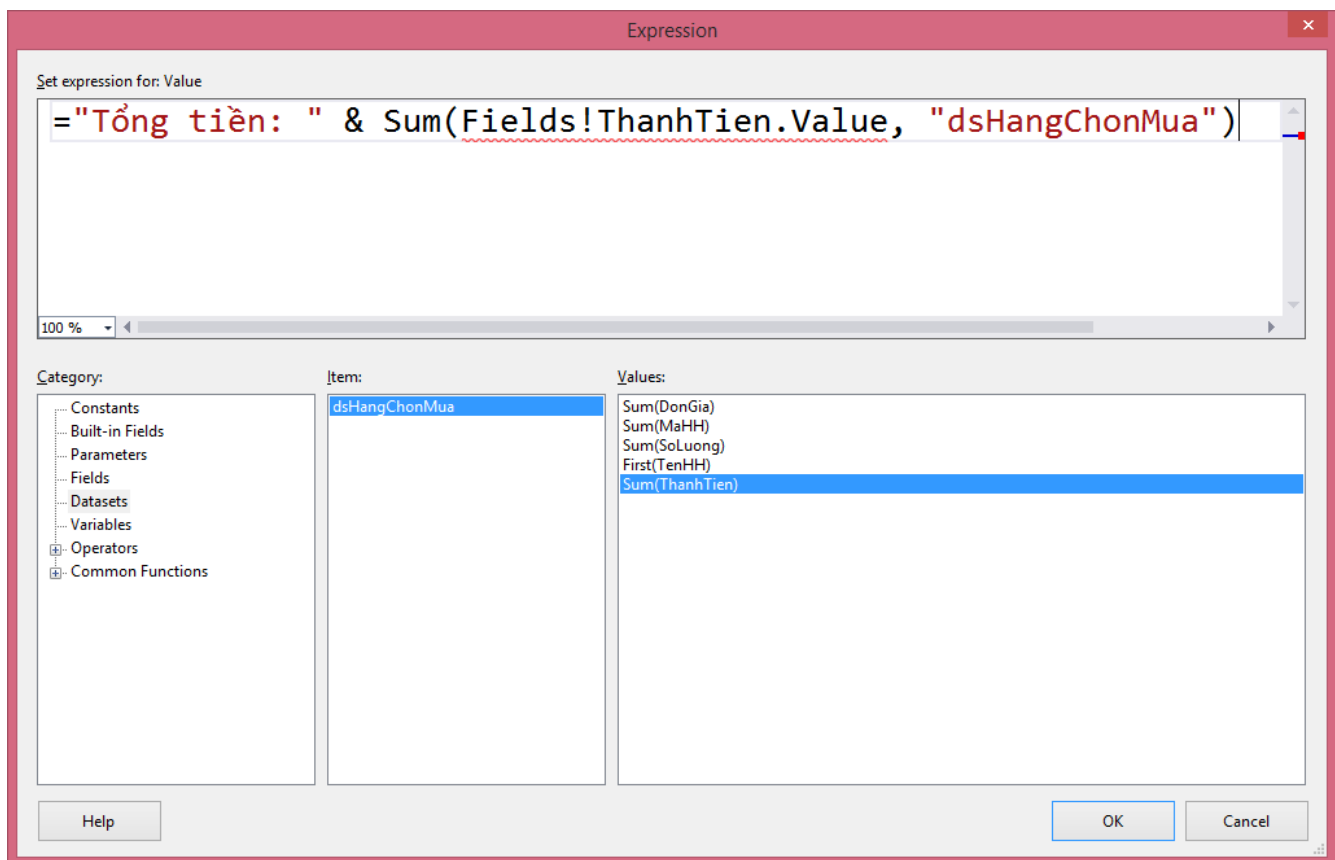 Expression
Set expression for: Value
="Tổng tiền: " & Sum(Fields!ThanhTien.Value, "dsHangChonMua")
100 %
Category:
Item:
Values:
Constants
Built-in Fields
Parameters
Fields
Datasets
Variables
Operators
Common Functions
dsHangChonMua
Sum(DonGia)
Sum(MaHH)
Sum(SoLuong)
First(TenHH)
Sum(ThanhTien)
Help
OK
Cancel